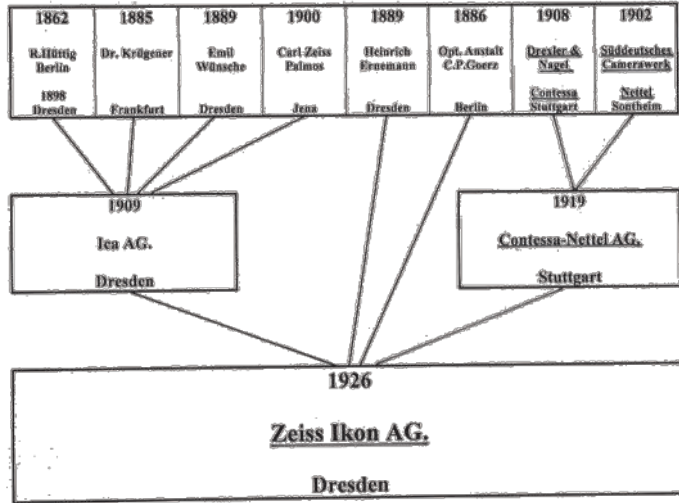 1862
R.Hüttig
Berlin
1898
Dresden
1885
Dr. Krügener
Frankfurt
1889
Emil
Wünsche
Dresden
1900
Carl Zeiss
Palmos
Jena
1889
Heinrich
Ernemann
Dresden
1886
Opt. Anstalt
C.P.Goerz
Berlin
1908
Drexler &
Nagel
Contessa
Stuttgart
1902
Süddeutsches
Camerawerk
Nettel
Sontheim
1909
Ica AG.
Dresden
1919
Contessa-Nettel AG.
Stuttgart
1926
Zeiss Ikon AG.
Dresden